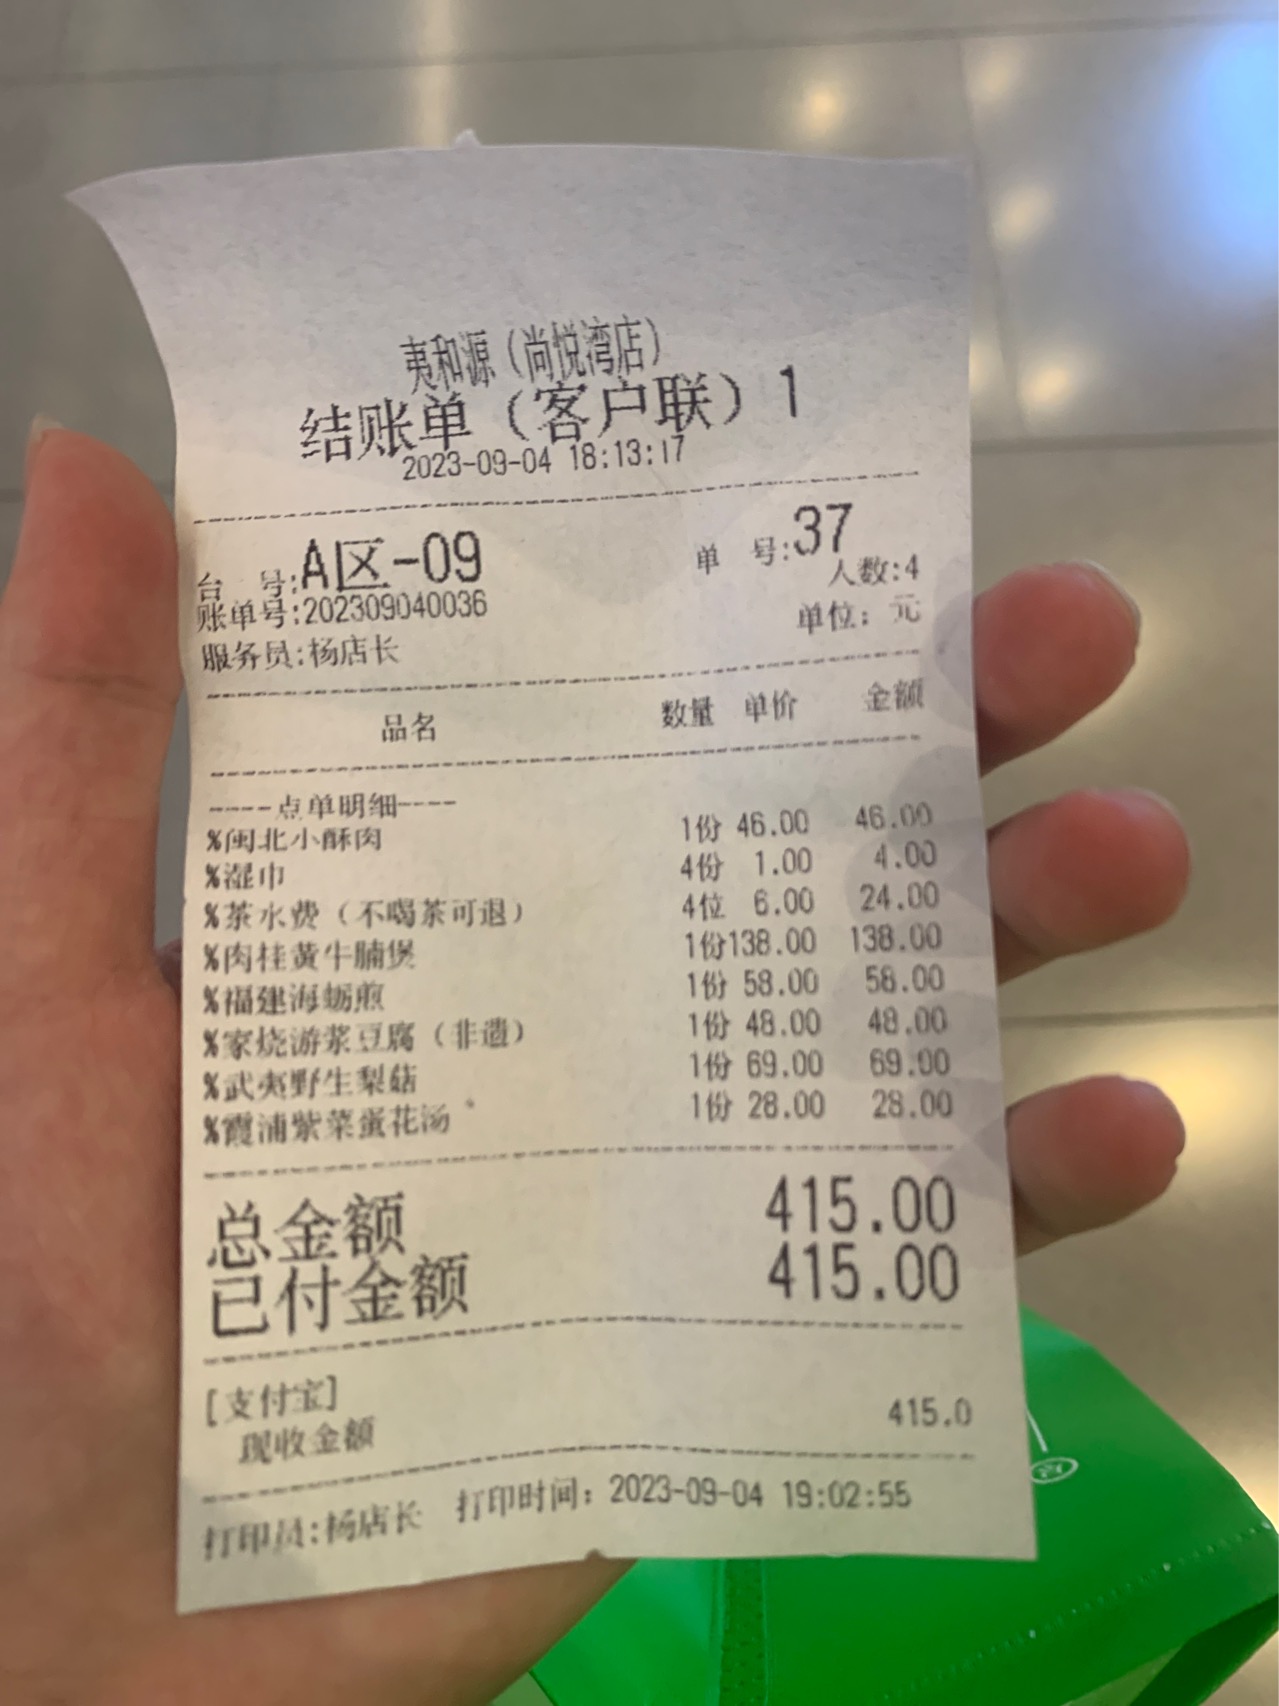 夷和源（尚悦湾店）
结账单（客户联）1
2023-09-04 18:13:17
台 号:A区-09 单 号:37
人数:4
账单号:202309040036
单位：元
服务员:杨店长
品名 数量 单价 金额
----点单明细----
%闽北小酥肉 1份 46.00 46.00
%湿巾 4份 1.00 4.00
%茶水费（不喝茶可退） 4位 6.00 24.00
%肉桂黄牛腩煲 1份138.00 138.00
%福建海蛎煎 1份 58.00 58.00
%家烧游浆豆腐（非遗） 1份 48.00 48.00
%武夷野生梨菇 1份 69.00 69.00
%霞浦紫菜蛋花汤 1份 28.00 28.00
总金额 415.00
已付金额 415.00
[支付宝]
现收金额 415.0
打印员:杨店长 打印时间：2023-09-04 19:02:55